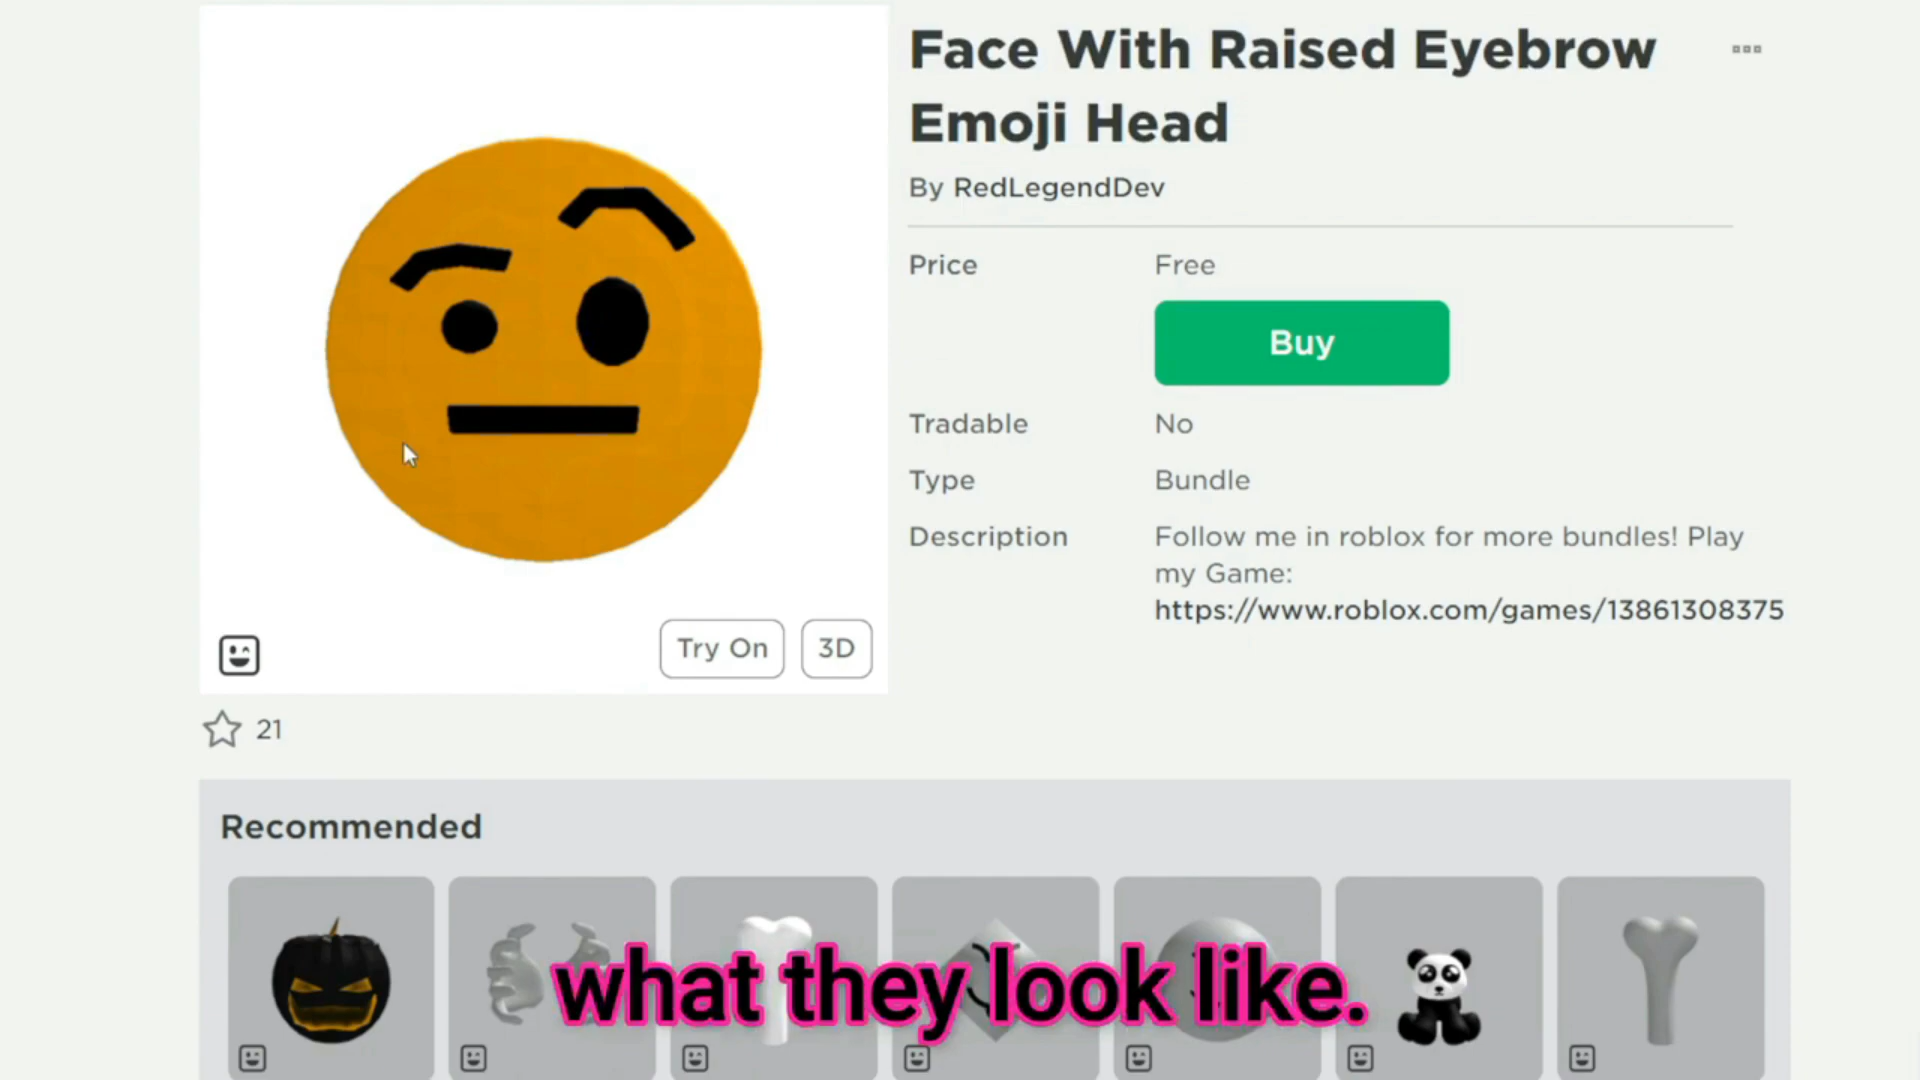 Face With Raised Eyebrow
Emoji Head
By RedLegendDev
Price Free
Buy
Tradable No
Type Bundle
Description Follow me in roblox for more bundles! Play
my Game:
https://www.roblox.com/games/13861308375
Try On 3D
21
Recommended
what they look like.